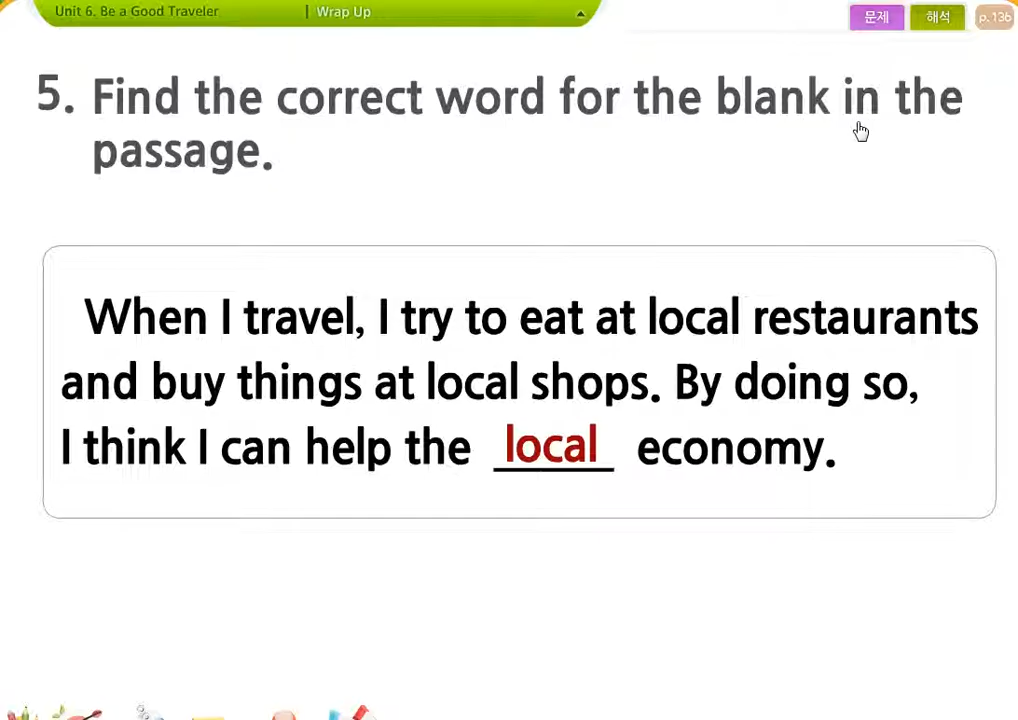 Unit 6. Be a Good Traveler | Wrap Up 문제 해석 p.136
5. Find the correct word for the blank in the
passage.
When I travel, I try to eat at local restaurants
and buy things at local shops. By doing so,
I think I can help the local economy.